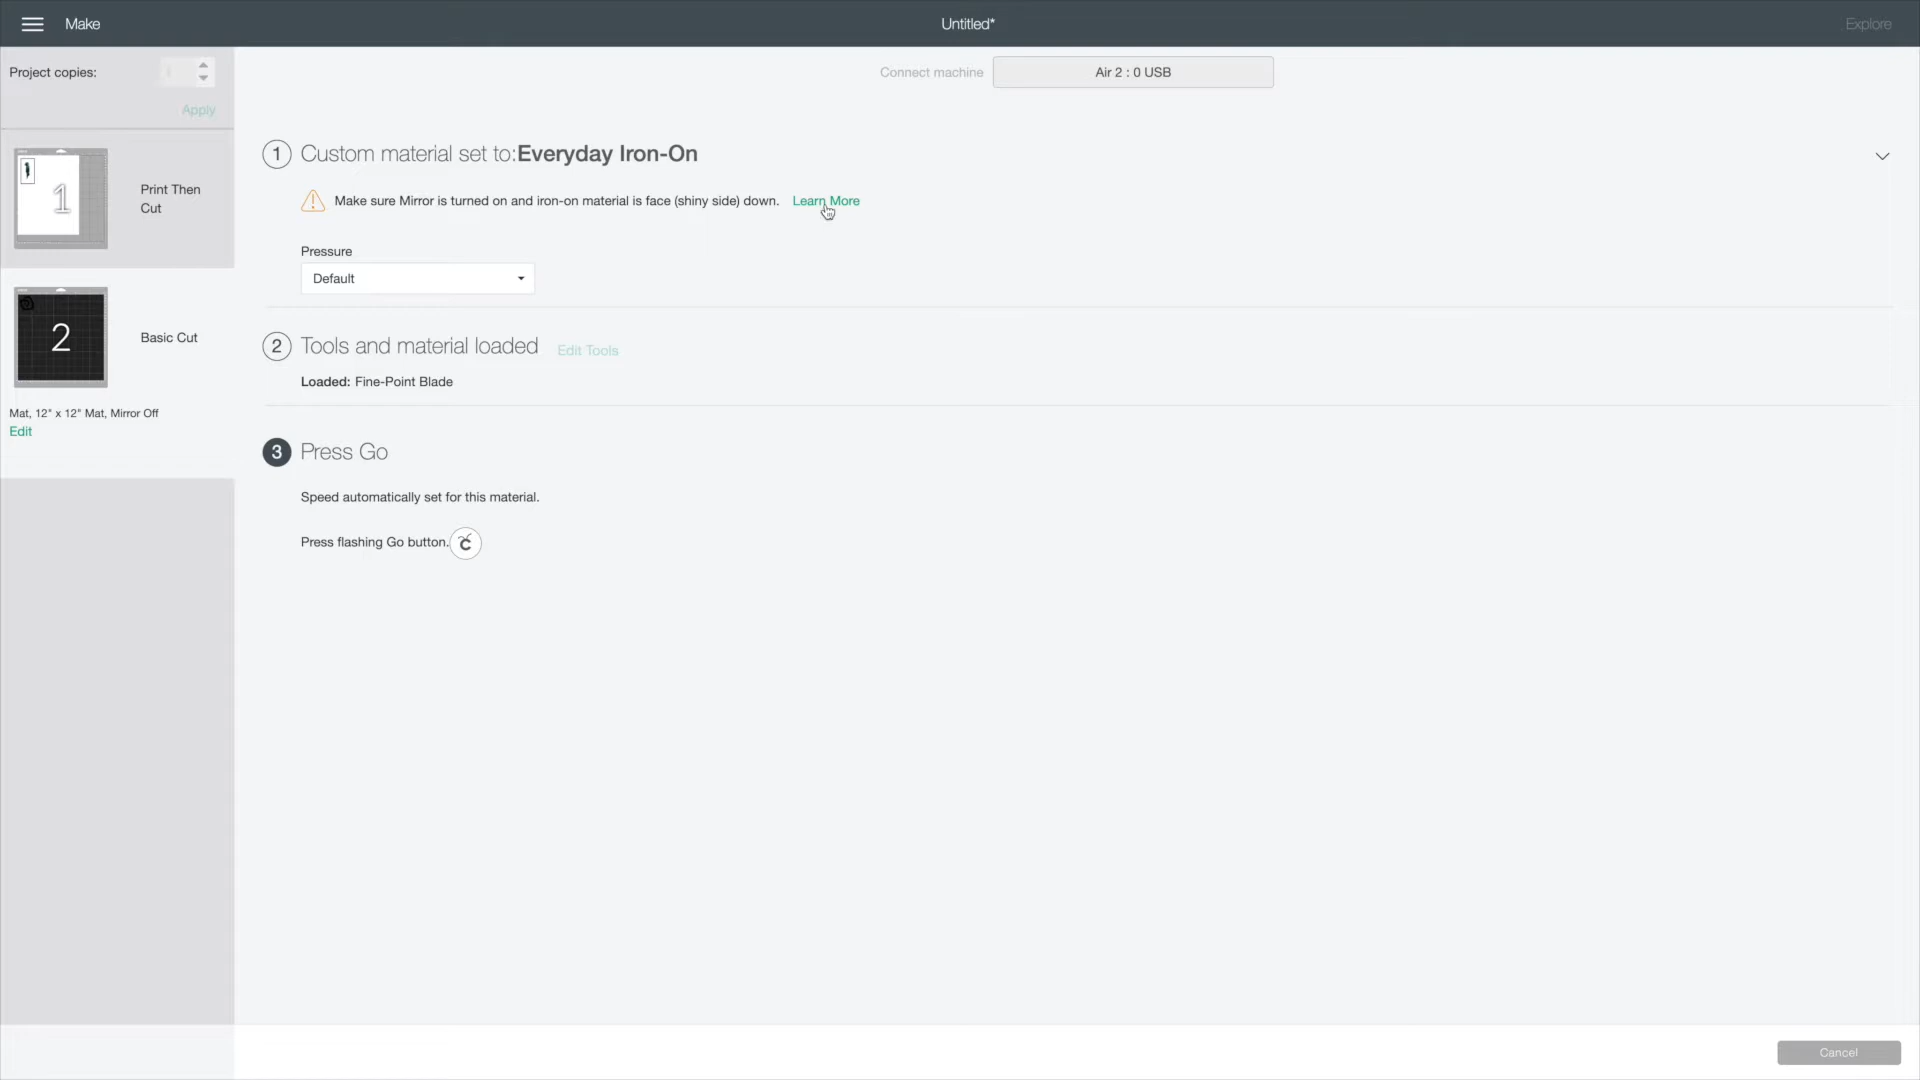 Make
Untitled*
Explore
Project copies:
Apply
Connect machine
Air 2 : 0 USB
1
Print Then
Cut
2
Basic Cut
Mat, 12" x 12" Mat, Mirror Off
Edit
1 Custom material set to:Everyday Iron-On
Make sure Mirror is turned on and iron-on material is face (shiny side) down. Learn More
Pressure
Default
2 Tools and material loaded Edit Tools
Loaded: Fine-Point Blade
3 Press Go
Speed automatically set for this material.
Press flashing Go button.
Cancel